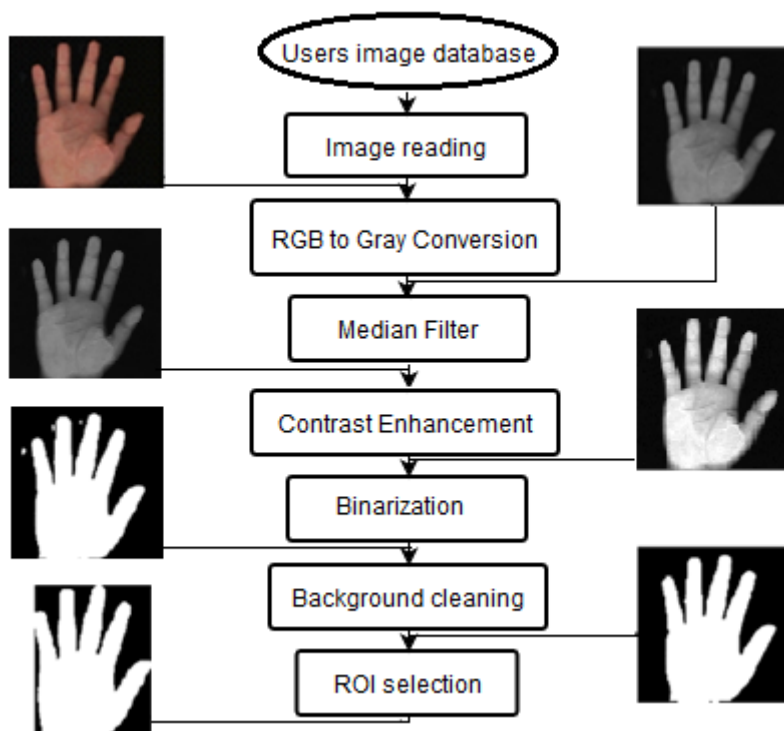 Users image database
Image reading
RGB to Gray Conversion
Median Filter
Contrast Enhancement
Binarization
Background cleaning
ROI selection